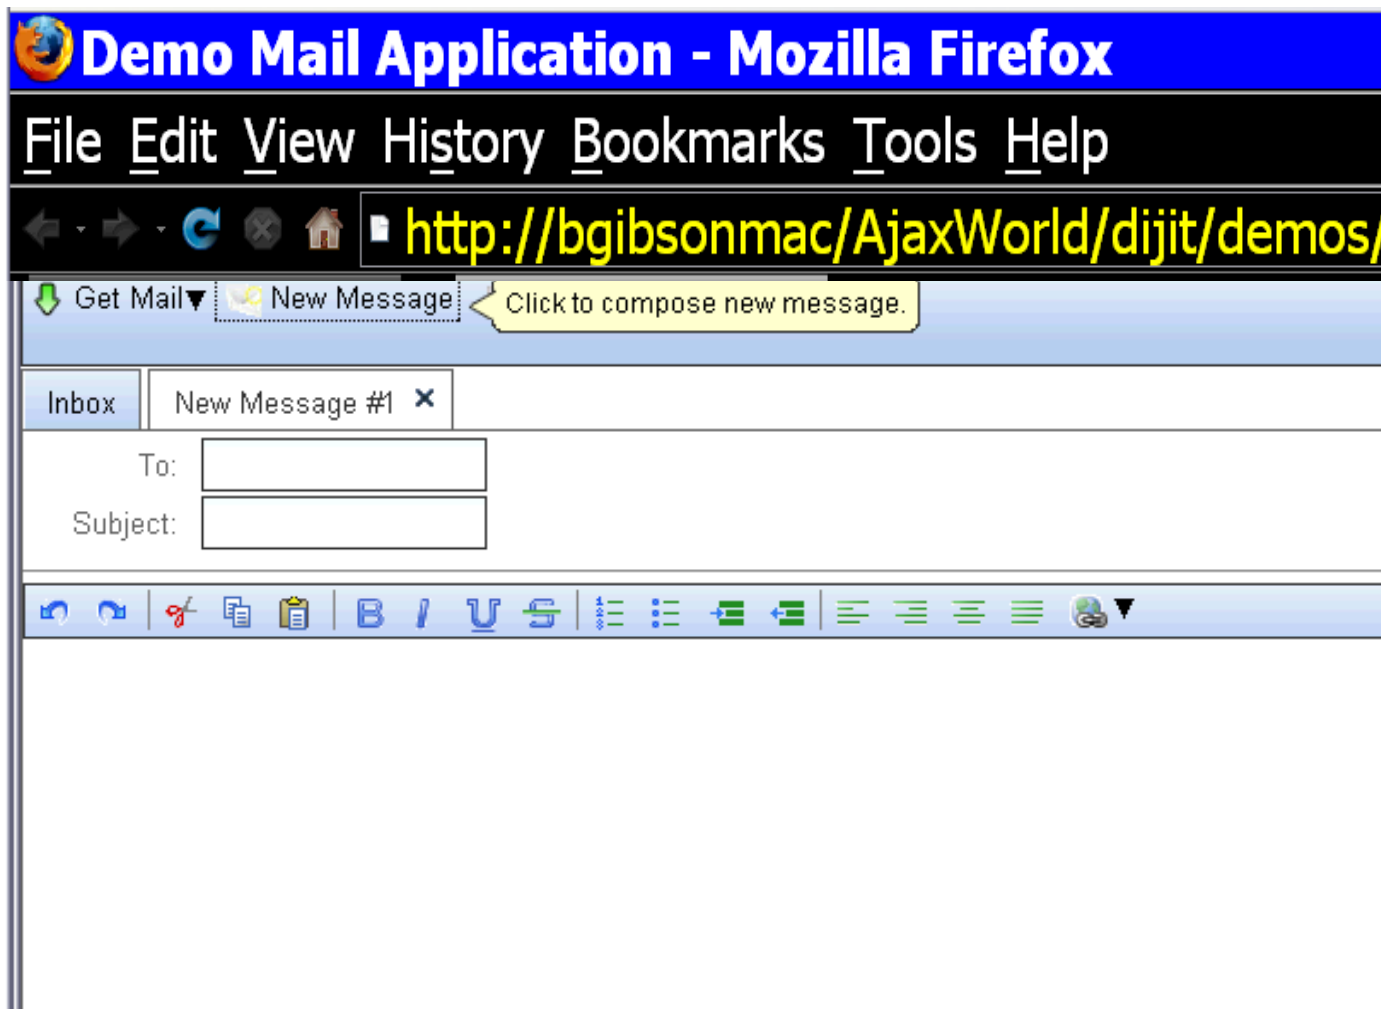 Demo Mail Application - Mozilla Firefox
File Edit View History Bookmarks Tools Help
http://bgibsonmac/AjaxWorld/dijit/demos/
Get Mail New Message Click to compose new message.
Inbox New Message #1
To:
Subject: